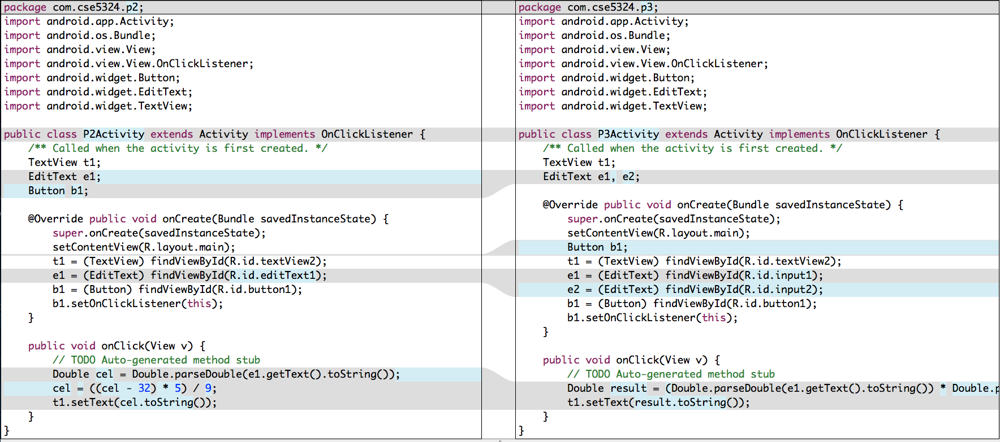 package com.cse5324.p2;
import android.app.Activity;
import android.os.Bundle;
import android.view.View;
import android.view.View.OnClickListener;
import android.widget.Button;
import android.widget.EditText;
import android.widget.TextView;
public class P2Activity extends Activity implements OnClickListener {
/** Called when the activity is first created. */
TextView t1;
EditText e1;
Button b1;
@Override public void onCreate(Bundle savedInstanceState) {
super.onCreate(savedInstanceState);
setContentView(R.layout.main);
t1 = (TextView) findViewById(R.id.textView2);
e1 = (EditText) findViewById(R.id.editText1);
b1 = (Button) findViewById(R.id.button1);
b1.setOnClickListener(this);
}
public void onClick(View v) {
// TODO Auto-generated method stub
Double cel = Double.parseDouble(e1.getText().toString());
cel = ((cel - 32) * 5) / 9;
t1.setText(cel.toString());
}
}
package com.cse5324.p3;
import android.app.Activity;
import android.os.Bundle;
import android.view.View;
import android.view.View.OnClickListener;
import android.widget.Button;
import android.widget.EditText;
import android.widget.TextView;
public class P3Activity extends Activity implements OnClickListener {
/** Called when the activity is first created. */
TextView t1;
EditText e1, e2;
@Override public void onCreate(Bundle savedInstanceState) {
super.onCreate(savedInstanceState);
setContentView(R.layout.main);
Button b1;
t1 = (TextView) findViewById(R.id.textView2);
e1 = (EditText) findViewById(R.id.input1);
e2 = (EditText) findViewById(R.id.input2);
b1 = (Button) findViewById(R.id.button1);
b1.setOnClickListener(this);
}
public void onClick(View v) {
// TODO Auto-generated method stub
Double result = (Double.parseDouble(e1.getText().toString()) * Double.p
t1.setText(result.toString());
}
}